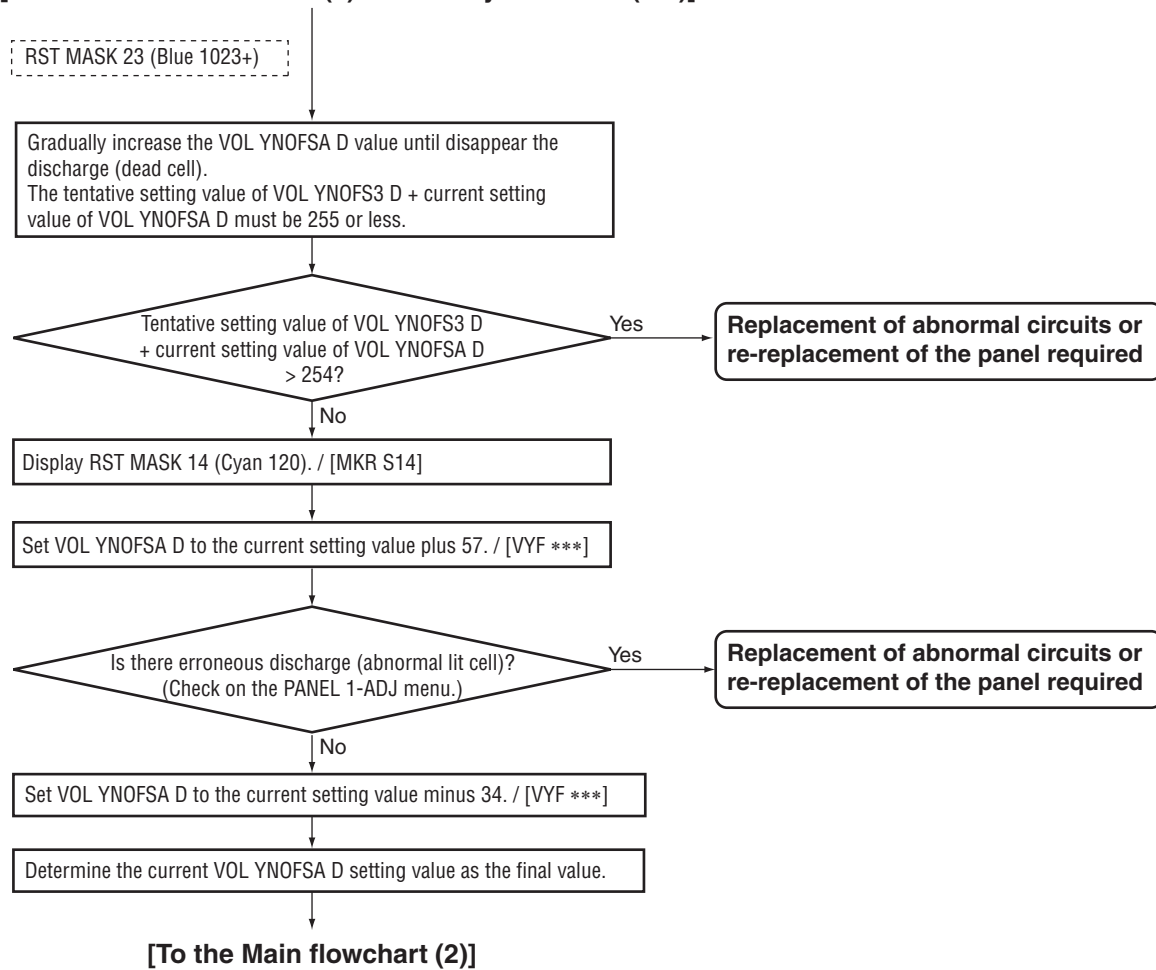 RST MASK 23 (Blue 1023+)
Gradually increase the VOL YNOFSA D value until disappear the
discharge (dead cell).
The tentative setting value of VOL YNOFS3 D + current setting
value of VOL YNOFSA D must be 255 or less.
Tentative setting value of VOL YNOFS3 D
+ current setting value of VOL YNOFSA D
> 254?
Yes
Replacement of abnormal circuits or
re-replacement of the panel required
No
Display RST MASK 14 (Cyan 120). / [MKR S14]
Set VOL YNOFSA D to the current setting value plus 57. / [VYF ***]
Is there erroneous discharge (abnormal lit cell)?
(Check on the PANEL 1-ADJ menu.)
Yes
Replacement of abnormal circuits or
re-replacement of the panel required
No
Set VOL YNOFSA D to the current setting value minus 34. / [VYF ***]
Determine the current VOL YNOFSA D setting value as the final value.
[To the Main flowchart (2)]